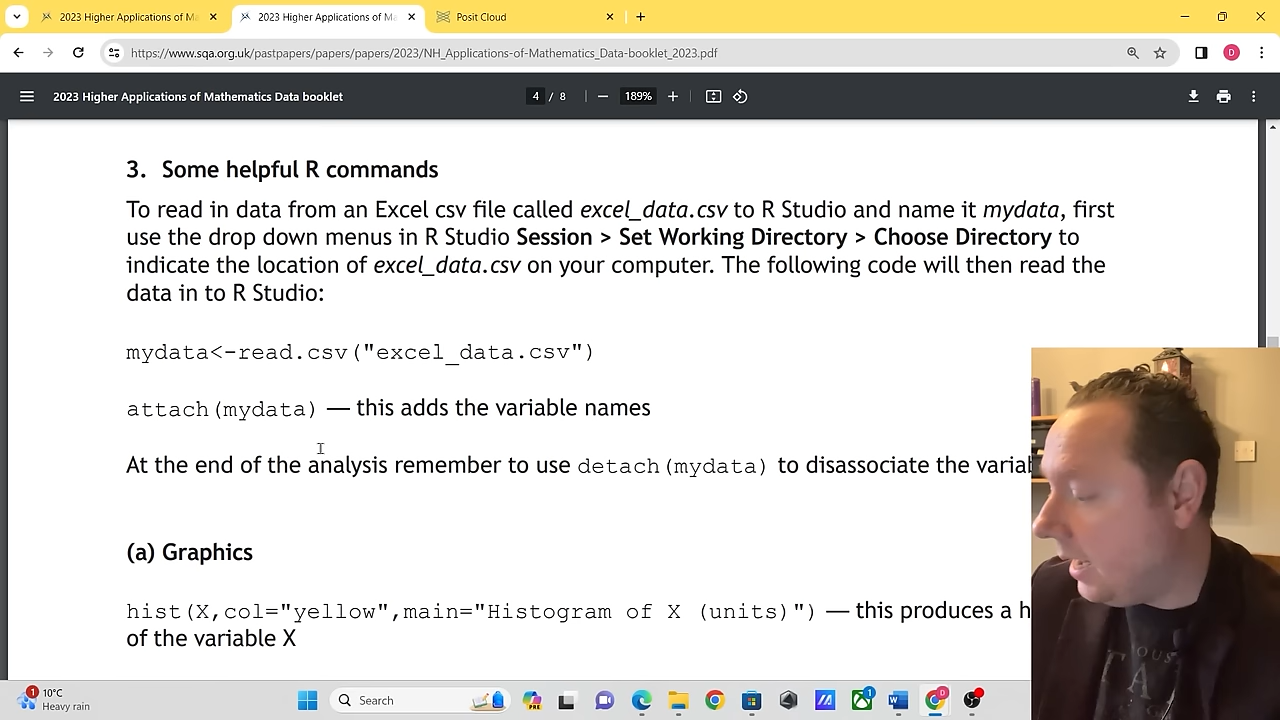 2023 Higher Applications of Ma
2023 Higher Applications of Ma
Posit Cloud
https://www.sqa.org.uk/pastpapers/papers/papers/2023/NH_Applications-of-Mathematics_Data-booklet_2023.pdf
D
2023 Higher Applications of Mathematics Data booklet
4 / 8
189%
3. Some helpful R commands
To read in data from an Excel csv file called excel_data.csv to R Studio and name it mydata, first
use the drop down menus in R Studio Session > Set Working Directory > Choose Directory to
indicate the location of excel_data.csv on your computer. The following code will then read the
data in to R Studio:
mydata<-read.csv("excel_data.csv")
attach(mydata) — this adds the variable names
At the end of the analysis remember to use detach(mydata) to disassociate the variab
(a) Graphics
hist(X,col="yellow",main="Histogram of X (units)") — this produces a h
of the variable X
1
10°C
Heavy rain
Search
PRE
1
D